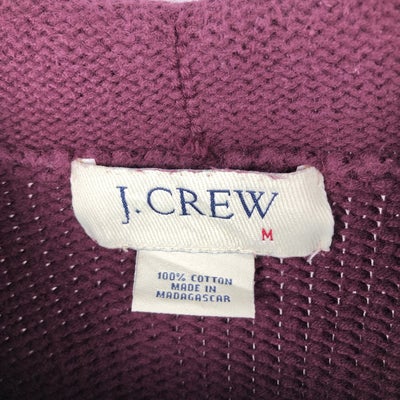 J.CREW
M
100% COTTON
MADE IN
MADAGASCAR